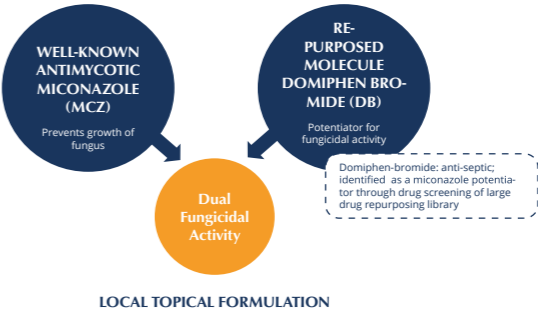 WELL-KNOWN
ANTIMYCOTIC
MICONAZOLE
(MCZ)
Prevents growth of
fungus
RE-
PURPOSED
MOLECULE
DOMIPHEN BRO-
MIDE (DB)
Potentiator for
fungicidal activity
Domiphen-bromide: anti-septic;
identified as a miconazole potentia-
tor through drug screening of large
drug repurposing library
Dual
Fungicidal
Activity
LOCAL TOPICAL FORMULATION